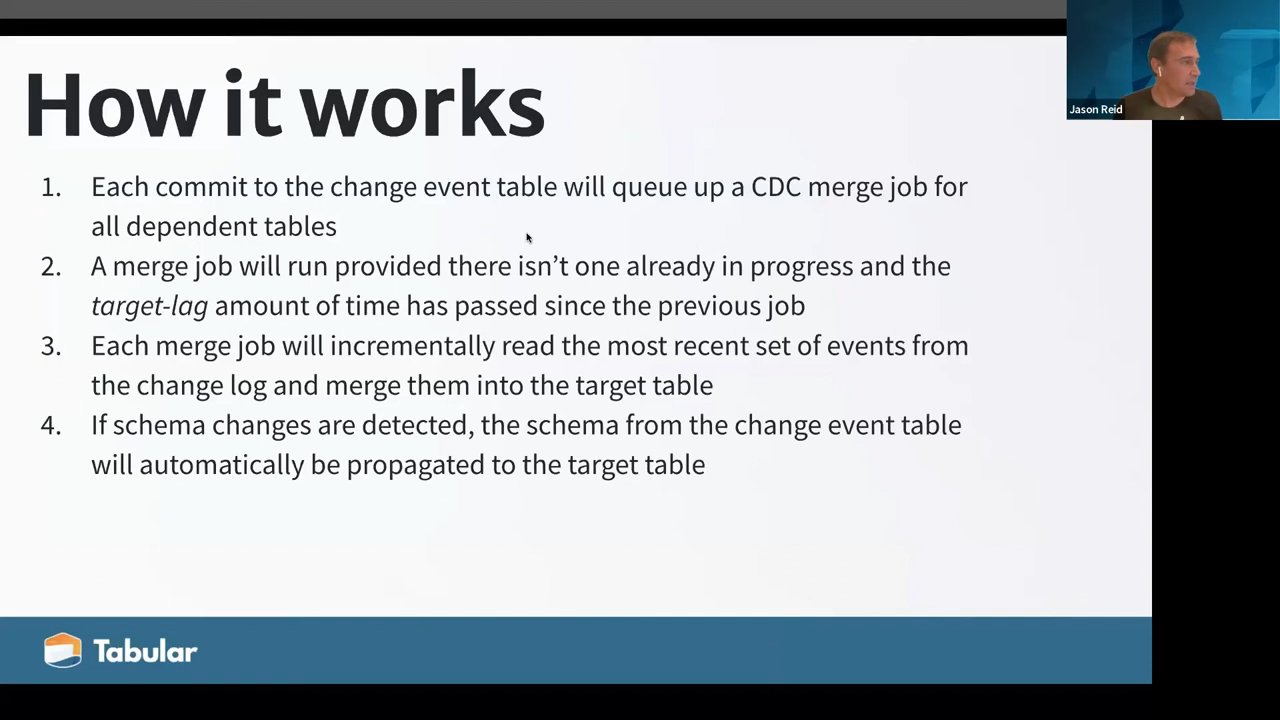 How it works
Jason Reid
1. Each commit to the change event table will queue up a CDC merge job for
all dependent tables
2. A merge job will run provided there isn’t one already in progress and the
target-lag amount of time has passed since the previous job
3. Each merge job will incrementally read the most recent set of events from
the change log and merge them into the target table
4. If schema changes are detected, the schema from the change event table
will automatically be propagated to the target table
Tabular